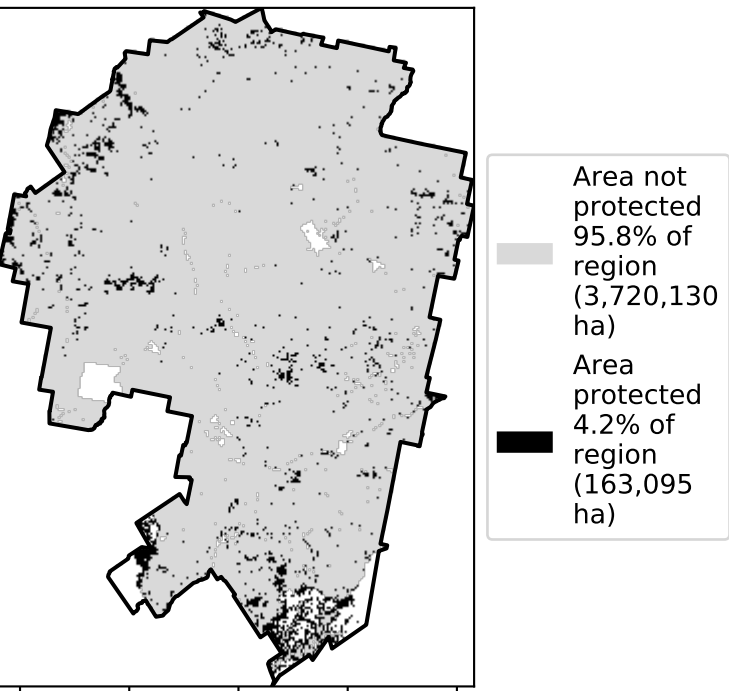 Area not
protected
95.8% of
region
(3,720,130
ha)
Area
protected
4.2% of
region
(163,095
ha)